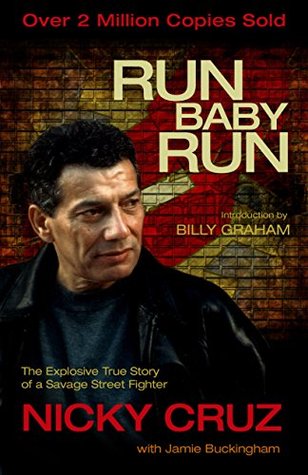 Over 2 Million Copies Sold
RUN
BABY
RUN
Introduction by
BILLY GRAHAM
The Explosive True Story
of a Savage Street Fighter
NICKY CRUZ
with Jamie Buckingham